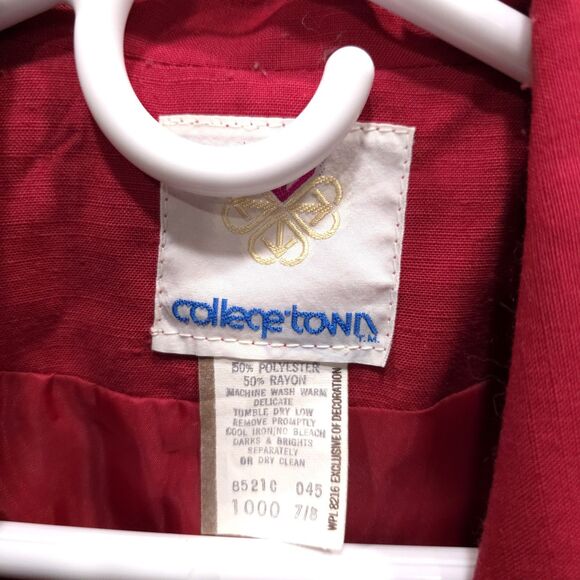 college-town
T.M.
50% POLYESTER
50% RAYON
MACHINE WASH WARM
DELICATE
TUMBLE DRY LOW
REMOVE PROMPTLY
COOL IRON/NO BLEACH
DARKS & BRIGHTS
SEPARATELY
OR DRY CLEAN
8521C 045
1000 7/8
WPL 8216 EXCLUSIVE OF DECORATION